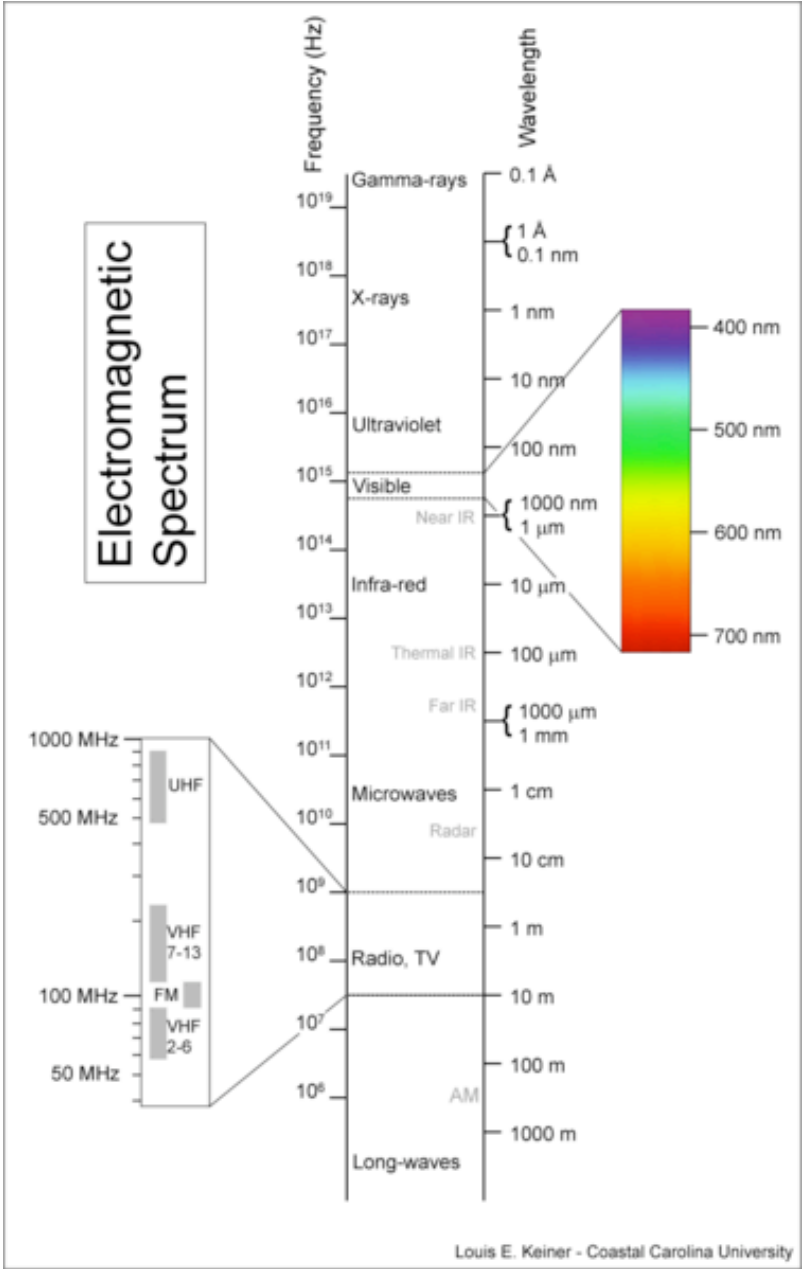 Electromagnetic
Spectrum
Frequency (Hz)
Wavelength
10¹⁹
10¹⁸
10¹⁷
10¹⁶
10¹⁵
10¹⁴
10¹³
10¹²
10¹¹
10¹⁰
10⁹
10⁸
10⁷
10⁶
Gamma-rays
X-rays
Ultraviolet
Visible
Near IR
Infra-red
Thermal IR
Far IR
Microwaves
Radar
Radio, TV
AM
Long-waves
0.1 Å
1 Å
0.1 nm
1 nm
10 nm
100 nm
1000 nm
1 μm
10 μm
100 μm
1000 μm
1 mm
1 cm
10 cm
1 m
10 m
100 m
1000 m
400 nm
500 nm
600 nm
700 nm
1000 MHz
500 MHz
100 MHz
50 MHz
UHF
VHF
7-13
FM
VHF
2-6
Louis E. Keiner - Coastal Carolina University